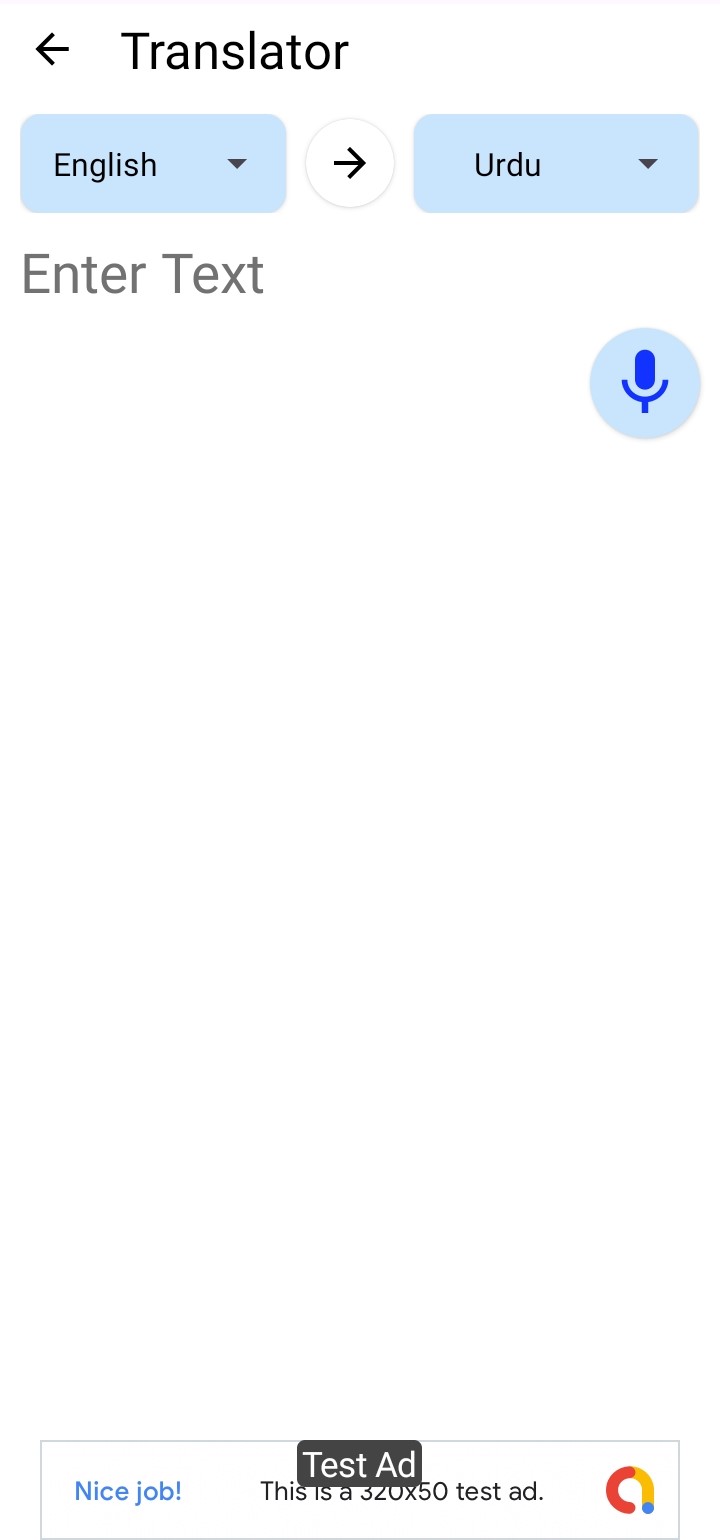 Translator
English
Urdu
Enter Text
Test Ad
Nice job!
This is a 320x50 test ad.